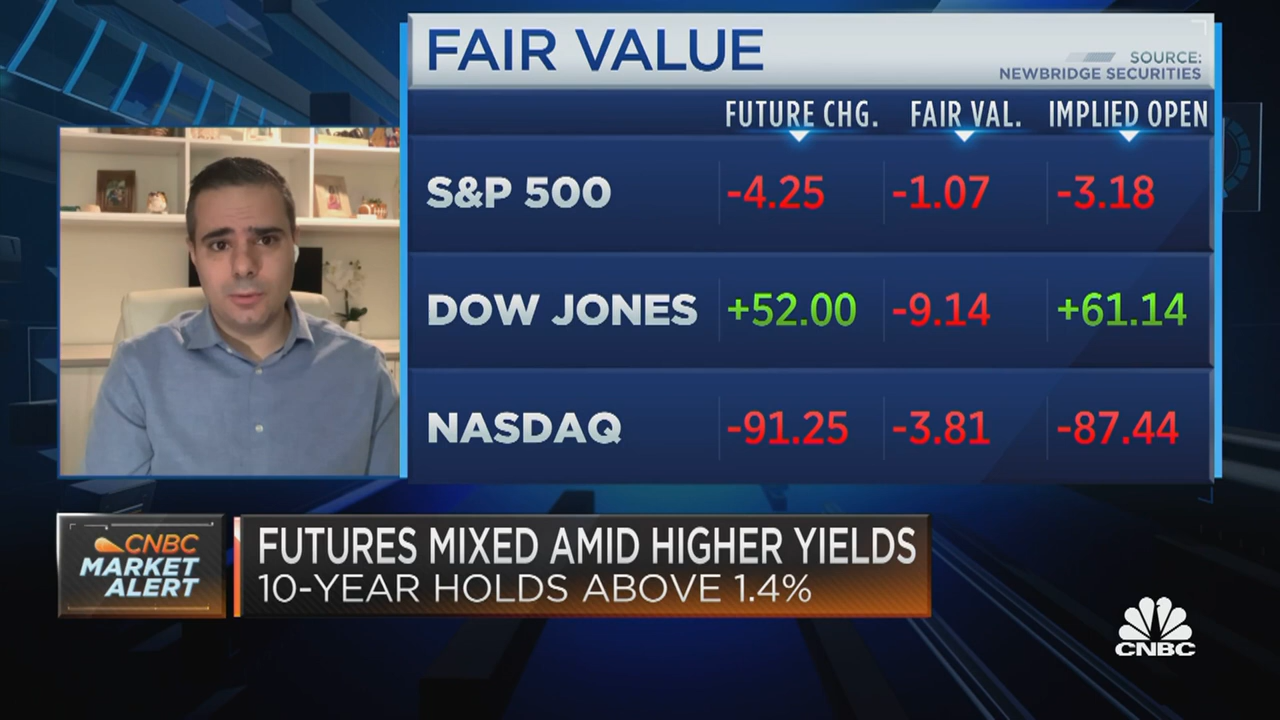 FAIR VALUE
SOURCE:
NEWBRIDGE SECURITIES
FUTURE CHG. FAIR VAL. IMPLIED OPEN
S&P 500 -4.25 -1.07 -3.18
DOW JONES +52.00 -9.14 +61.14
NASDAQ -91.25 -3.81 -87.44
CNBC
MARKET
ALERT
FUTURES MIXED AMID HIGHER YIELDS
10-YEAR HOLDS ABOVE 1.4%
CNBC